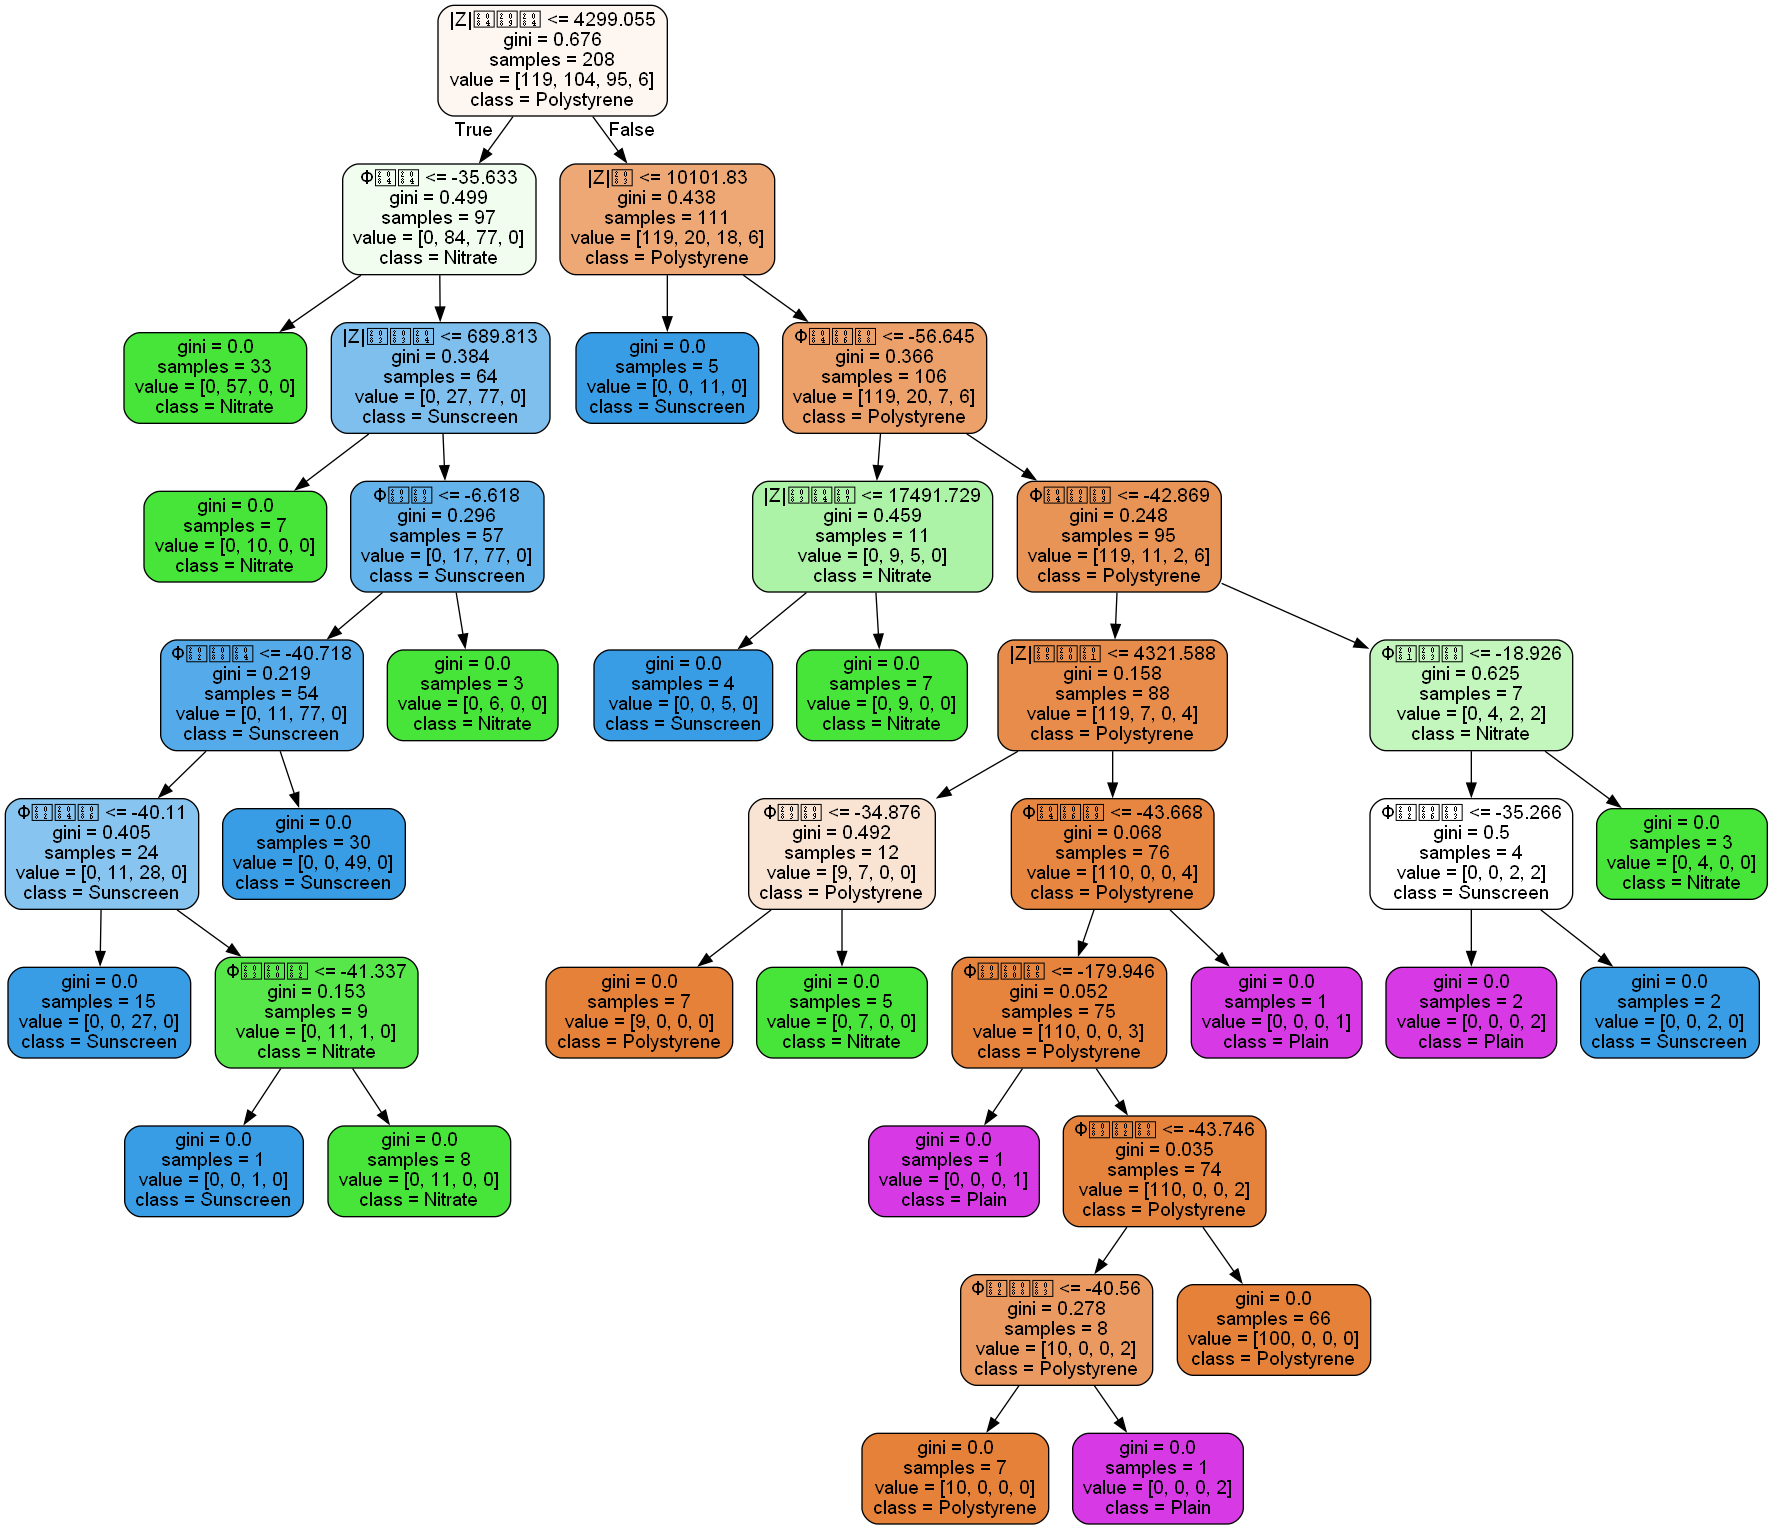 |Z| <= 4299.055
gini = 0.676
samples = 208
value = [119, 104, 95, 6]
class = Polystyrene
True
False
Φ <= -35.633
gini = 0.499
samples = 97
value = [0, 84, 77, 0]
class = Nitrate
|Z| <= 10101.83
gini = 0.438
samples = 111
value = [119, 20, 18, 6]
class = Polystyrene
gini = 0.0
samples = 33
value = [0, 57, 0, 0]
class = Nitrate
|Z| <= 689.813
gini = 0.384
samples = 64
value = [0, 27, 77, 0]
class = Sunscreen
gini = 0.0
samples = 5
value = [0, 0, 11, 0]
class = Sunscreen
Φ <= -56.645
gini = 0.366
samples = 106
value = [119, 20, 7, 6]
class = Polystyrene
gini = 0.0
samples = 7
value = [0, 10, 0, 0]
class = Nitrate
Φ <= -6.618
gini = 0.296
samples = 57
value = [0, 17, 77, 0]
class = Sunscreen
|Z| <= 17491.729
gini = 0.459
samples = 11
value = [0, 9, 5, 0]
class = Nitrate
Φ <= -42.869
gini = 0.248
samples = 95
value = [119, 11, 2, 6]
class = Polystyrene
Φ <= -40.718
gini = 0.219
samples = 54
value = [0, 11, 77, 0]
class = Sunscreen
gini = 0.0
samples = 3
value = [0, 6, 0, 0]
class = Nitrate
gini = 0.0
samples = 4
value = [0, 0, 5, 0]
class = Sunscreen
gini = 0.0
samples = 7
value = [0, 9, 0, 0]
class = Nitrate
|Z| <= 4321.588
gini = 0.158
samples = 88
value = [119, 7, 0, 4]
class = Polystyrene
Φ <= -18.926
gini = 0.625
samples = 7
value = [0, 4, 2, 2]
class = Nitrate
Φ <= -40.11
gini = 0.405
samples = 24
value = [0, 11, 28, 0]
class = Sunscreen
gini = 0.0
samples = 30
value = [0, 0, 49, 0]
class = Sunscreen
Φ <= -34.876
gini = 0.492
samples = 12
value = [9, 7, 0, 0]
class = Polystyrene
Φ <= -43.668
gini = 0.068
samples = 76
value = [110, 0, 0, 4]
class = Polystyrene
Φ <= -35.266
gini = 0.5
samples = 4
value = [0, 0, 2, 2]
class = Sunscreen
gini = 0.0
samples = 3
value = [0, 4, 0, 0]
class = Nitrate
gini = 0.0
samples = 15
value = [0, 0, 27, 0]
class = Sunscreen
Φ <= -41.337
gini = 0.153
samples = 9
value = [0, 11, 1, 0]
class = Nitrate
gini = 0.0
samples = 7
value = [9, 0, 0, 0]
class = Polystyrene
gini = 0.0
samples = 5
value = [0, 7, 0, 0]
class = Nitrate
Φ <= -179.946
gini = 0.052
samples = 75
value = [110, 0, 0, 3]
class = Polystyrene
gini = 0.0
samples = 1
value = [0, 0, 0, 1]
class = Plain
gini = 0.0
samples = 2
value = [0, 0, 0, 2]
class = Plain
gini = 0.0
samples = 2
value = [0, 0, 2, 0]
class = Sunscreen
gini = 0.0
samples = 1
value = [0, 0, 1, 0]
class = Sunscreen
gini = 0.0
samples = 8
value = [0, 11, 0, 0]
class = Nitrate
gini = 0.0
samples = 1
value = [0, 0, 0, 1]
class = Plain
Φ <= -43.746
gini = 0.035
samples = 74
value = [110, 0, 0, 2]
class = Polystyrene
Φ <= -40.56
gini = 0.278
samples = 8
value = [10, 0, 0, 2]
class = Polystyrene
gini = 0.0
samples = 66
value = [100, 0, 0, 0]
class = Polystyrene
gini = 0.0
samples = 7
value = [10, 0, 0, 0]
class = Polystyrene
gini = 0.0
samples = 1
value = [0, 0, 0, 2]
class = Plain